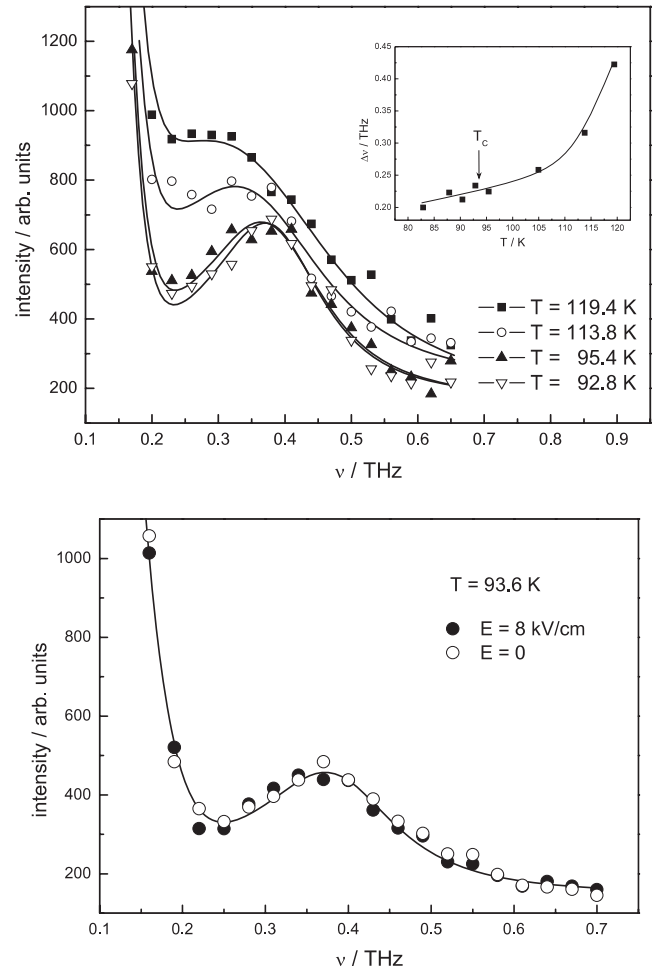 1200
1000
800
600
400
200
intensity / arb. units
0.1 0.2 0.3 0.4 0.5 0.6 0.7 0.8 0.9
ν / THz
0.45
0.40
0.35
0.30
0.25
0.20
Δν / THz
T_C
80 85 90 95 100 105 110 115 120
T / K
T = 119.4 K
T = 113.8 K
T = 95.4 K
T = 92.8 K
1000
800
600
400
200
intensity / arb. units
T = 93.6 K
E = 8 kV/cm
E = 0
0.1 0.2 0.3 0.4 0.5 0.6 0.7
ν / THz